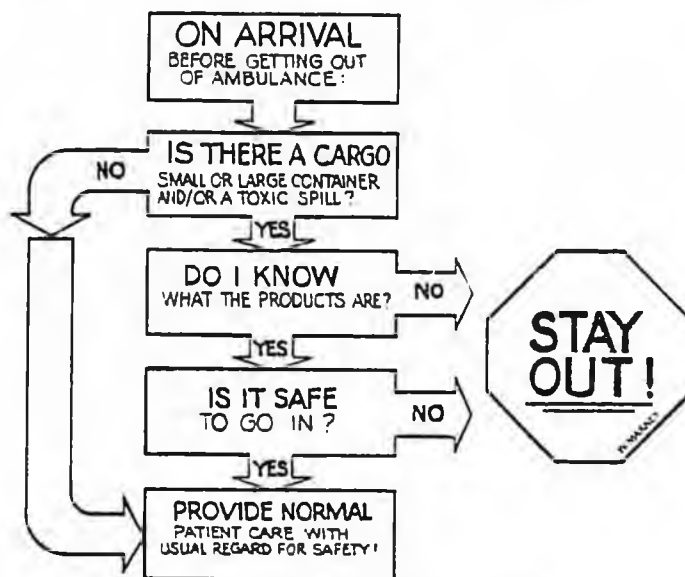 ON ARRIVAL
BEFORE GETTING OUT
OF AMBULANCE:
IS THERE A CARGO
SMALL OR LARGE CONTAINER
AND/OR A TOXIC SPILL?
NO
YES
DO I KNOW
WHAT THE PRODUCTS ARE?
NO
YES
IS IT SAFE
TO GO IN?
NO
YES
STAY
OUT!
PROVIDE NORMAL
PATIENT CARE WITH
USUAL REGARD FOR SAFETY!